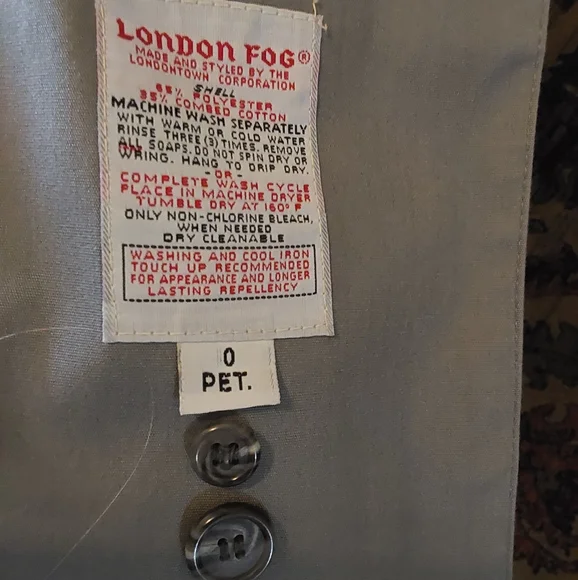 LONDON FOG®
MADE AND STYLED BY THE
LONDONTOWN CORPORATION
SHELL
65% POLYESTER
35% COMBED COTTON
MACHINE WASH SEPARATELY
WITH WARM OR COLD WATER
RINSE THREE (3) TIMES. REMOVE
ALL SOAPS. DO NOT SPIN DRY OR
WRING. HANG TO DRIP DRY.
- OR -
COMPLETE WASH CYCLE
PLACE IN MACHINE DRYER
TUMBLE DRY AT 160° F
ONLY NON-CHLORINE BLEACH,
WHEN NEEDED
DRY CLEANABLE
WASHING AND COOL IRON
TOUCH UP RECOMMENDED
FOR APPEARANCE AND LONGER
LASTING REPELLENCY
0
PET.